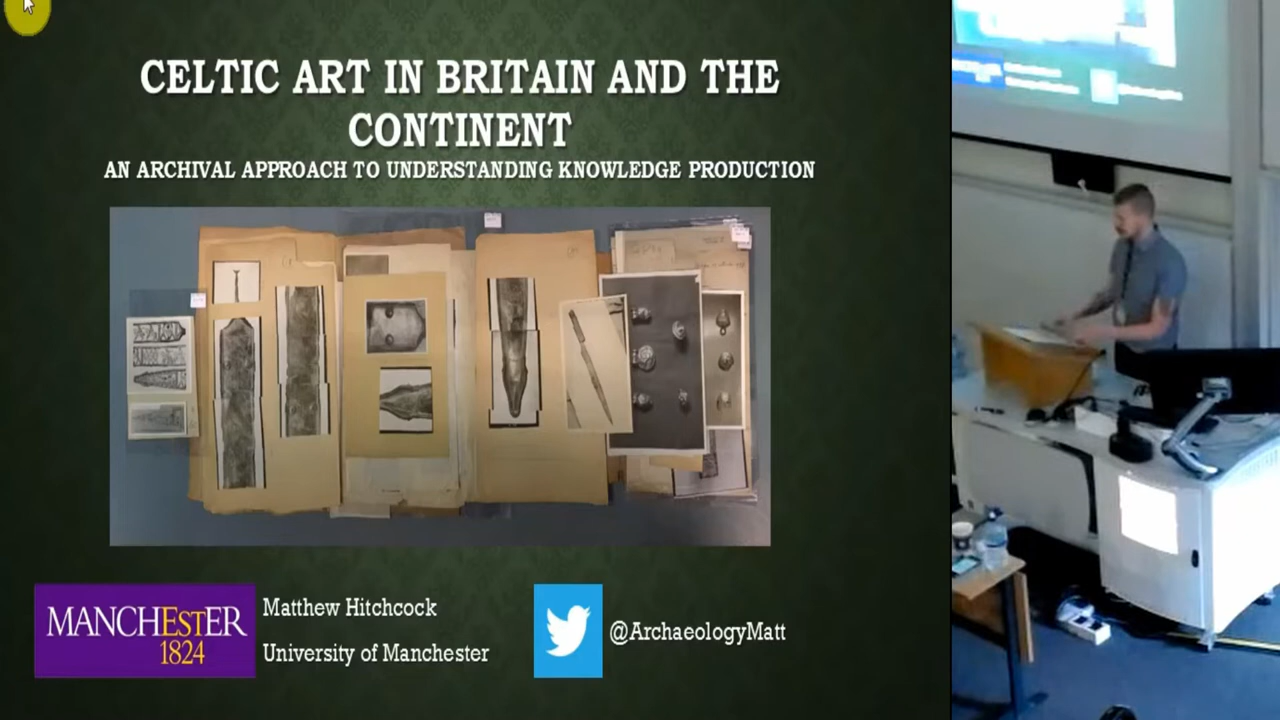 CELTIC ART IN BRITAIN AND THE
CONTINENT
AN ARCHIVAL APPROACH TO UNDERSTANDING KNOWLEDGE PRODUCTION
MANCHESTER
1824
Matthew Hitchcock
University of Manchester
@ArchaeologyMatt